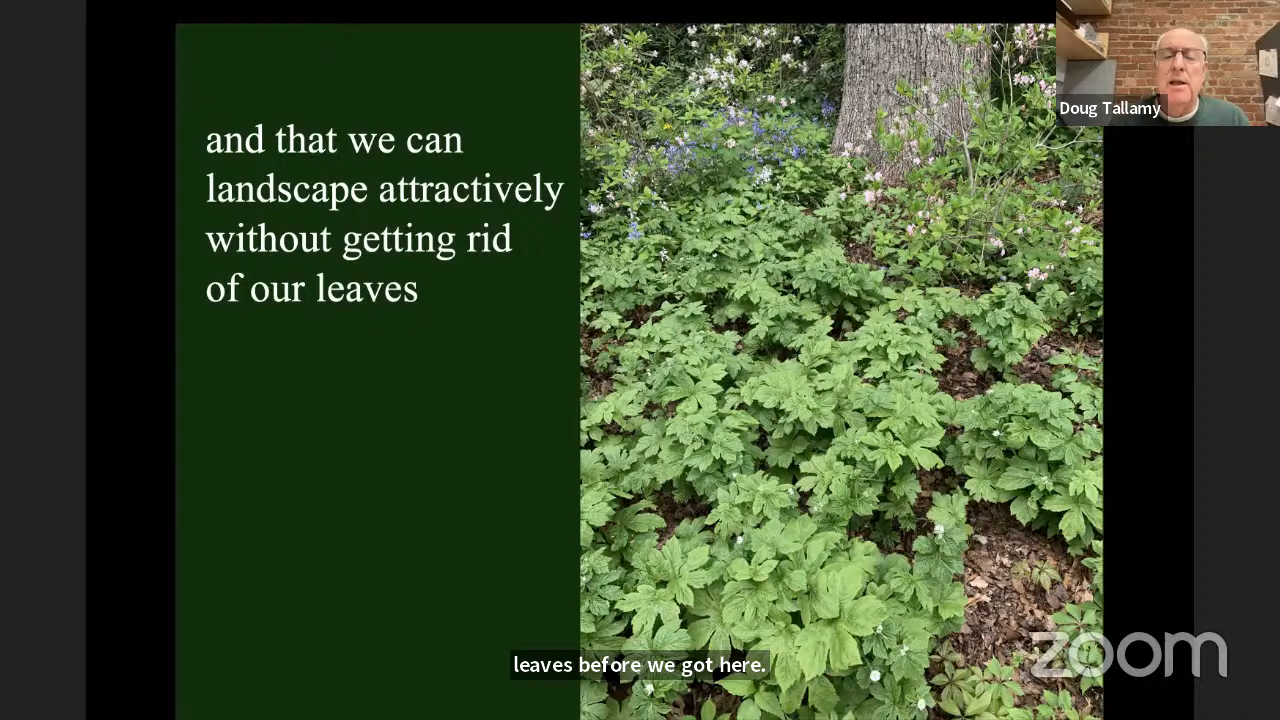 Doug Tallamy
and that we can
landscape attractively
without getting rid
of our leaves
leaves before we got here.
zoom